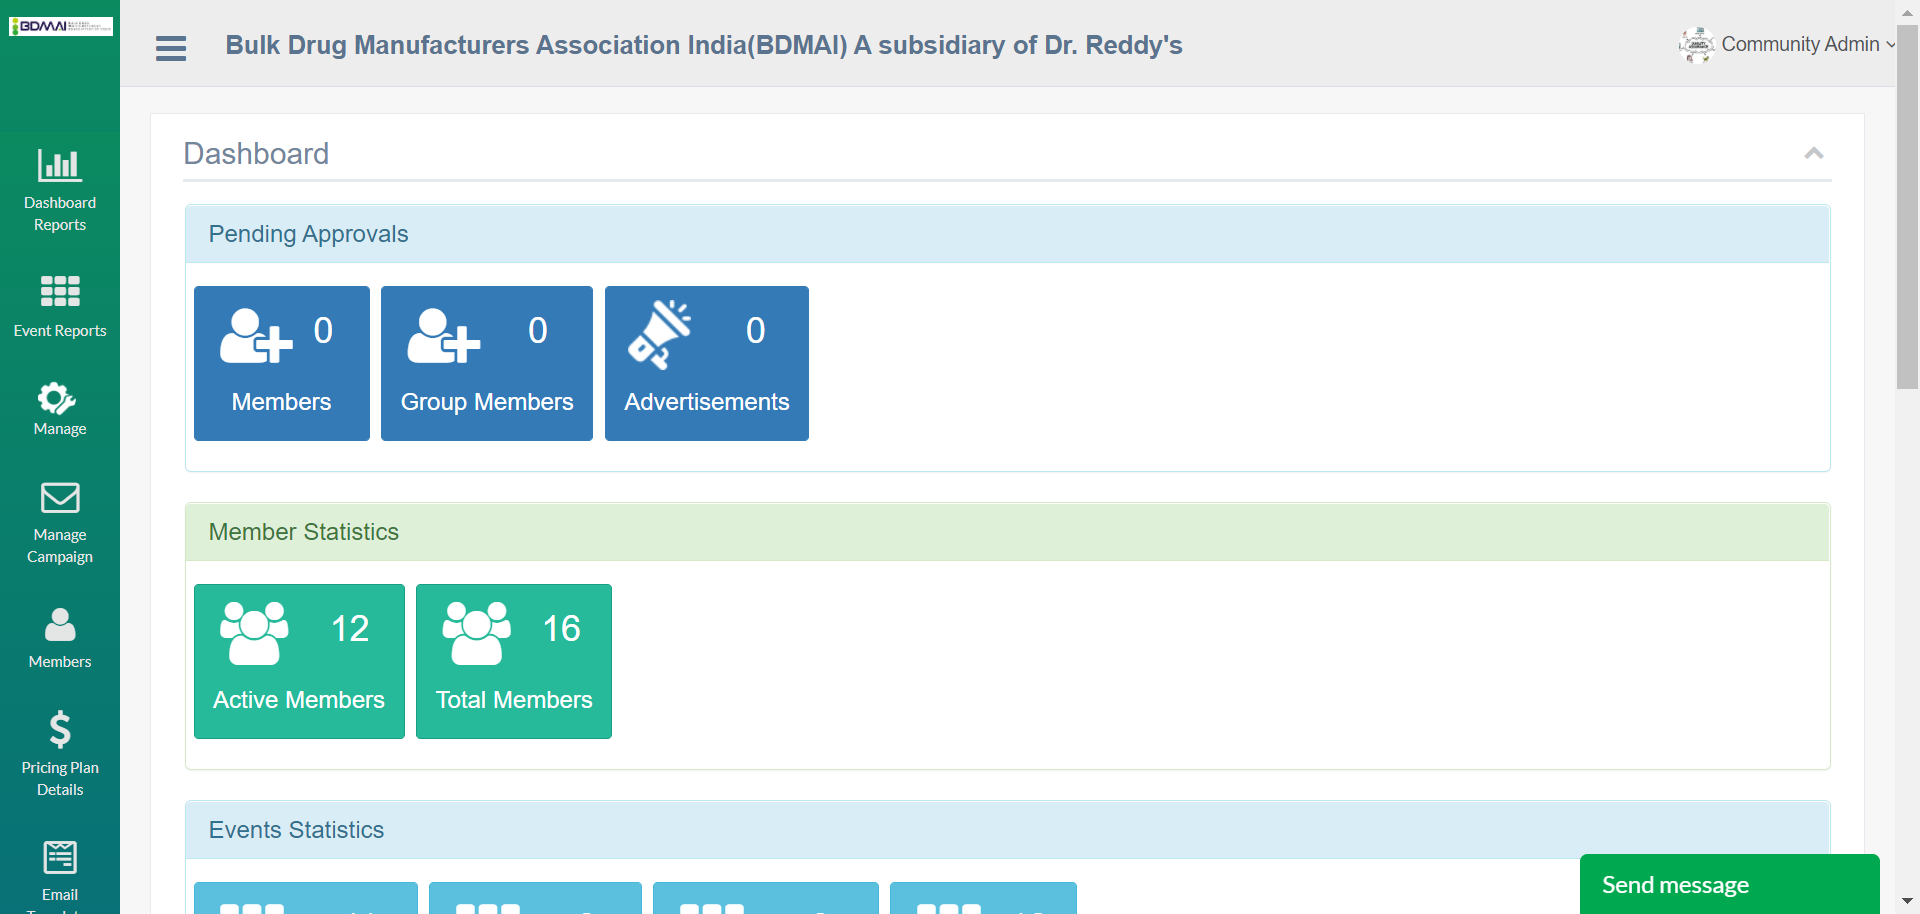 BDMAI
Bulk Drug Manufacturers Association India(BDMAI) A subsidiary of Dr. Reddy's
Community Admin
Dashboard
Reports
Event Reports
Manage
Manage
Campaign
Members
Pricing Plan
Details
Email
Dashboard
Pending Approvals
0
Members
0
Group Members
0
Advertisements
Member Statistics
12
Active Members
16
Total Members
Events Statistics
Send message